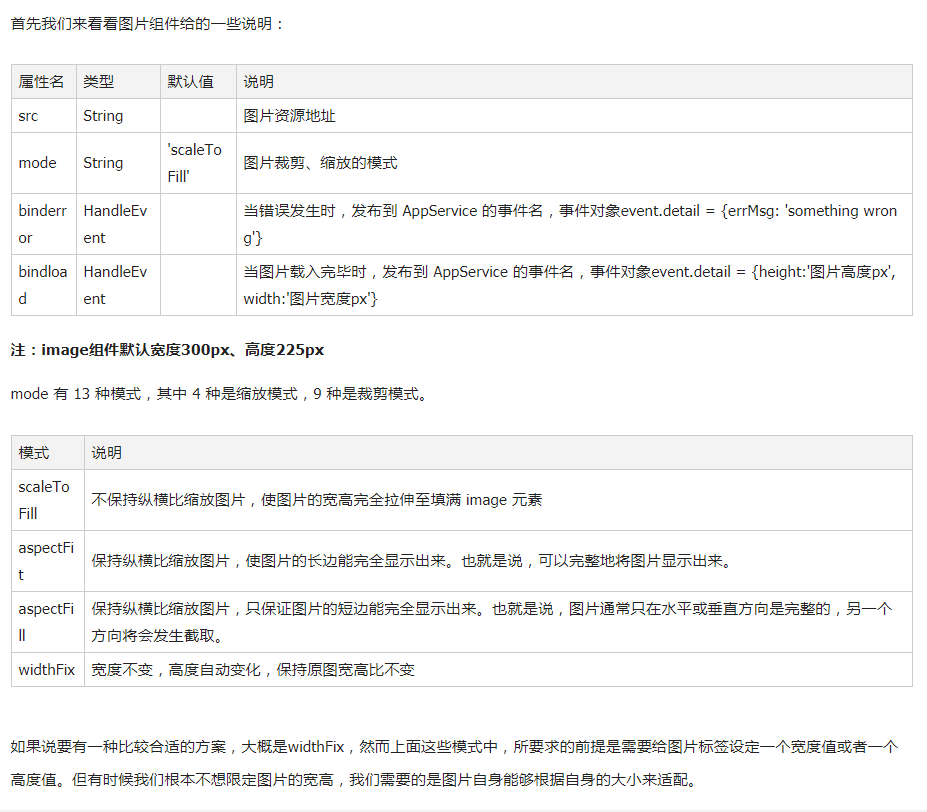 首先我们来看看图片组件给的一些说明：
属性名 类型 默认值 说明
src String 图片资源地址
mode String 'scaleTo
Fill' 图片裁剪、缩放的模式
binderr
or HandleEv
ent 当错误发生时，发布到 AppService 的事件名，事件对象event.detail = {errMsg: 'something wron
g'}
bindloa
d HandleEv
ent 当图片载入完毕时，发布到 AppService 的事件名，事件对象event.detail = {height:'图片高度px',
width:'图片宽度px'}
注：image组件默认宽度300px、高度225px
mode 有 13 种模式，其中 4 种是缩放模式，9 种是裁剪模式。
模式 说明
scaleTo
Fill 不保持纵横比缩放图片，使图片的宽高完全拉伸至填满 image 元素
aspectFi
t 保持纵横比缩放图片，使图片的长边能完全显示出来。也就是说，可以完整地将图片显示出来。
aspectFi
ll 保持纵横比缩放图片，只保证图片的短边能完全显示出来。也就是说，图片通常只在水平或垂直方向是完整的，另一个
方向将会发生截取。
widthFix 宽度不变，高度自动变化，保持原图宽高比不变
如果说要有一种比较合适的方案，大概是widthFix，然而上面这些模式中，所要求的前提是需要给图片标签设定一个宽度值或者一个
高度值。但有时候我们根本不想限定图片的宽高，我们需要的是图片自身能够根据自身的大小来适配。